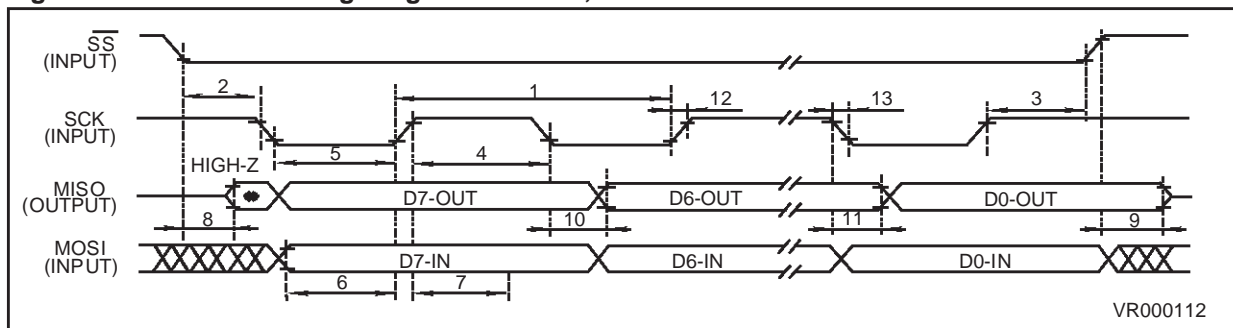 SS
(INPUT)
2
1
12
13
3
SCK
(INPUT)
5
4
HIGH-Z
MISO
(OUTPUT)
D7-OUT
D6-OUT
D0-OUT
8
10
11
9
MOSI
(INPUT)
D7-IN
D6-IN
D0-IN
6
7
VR000112